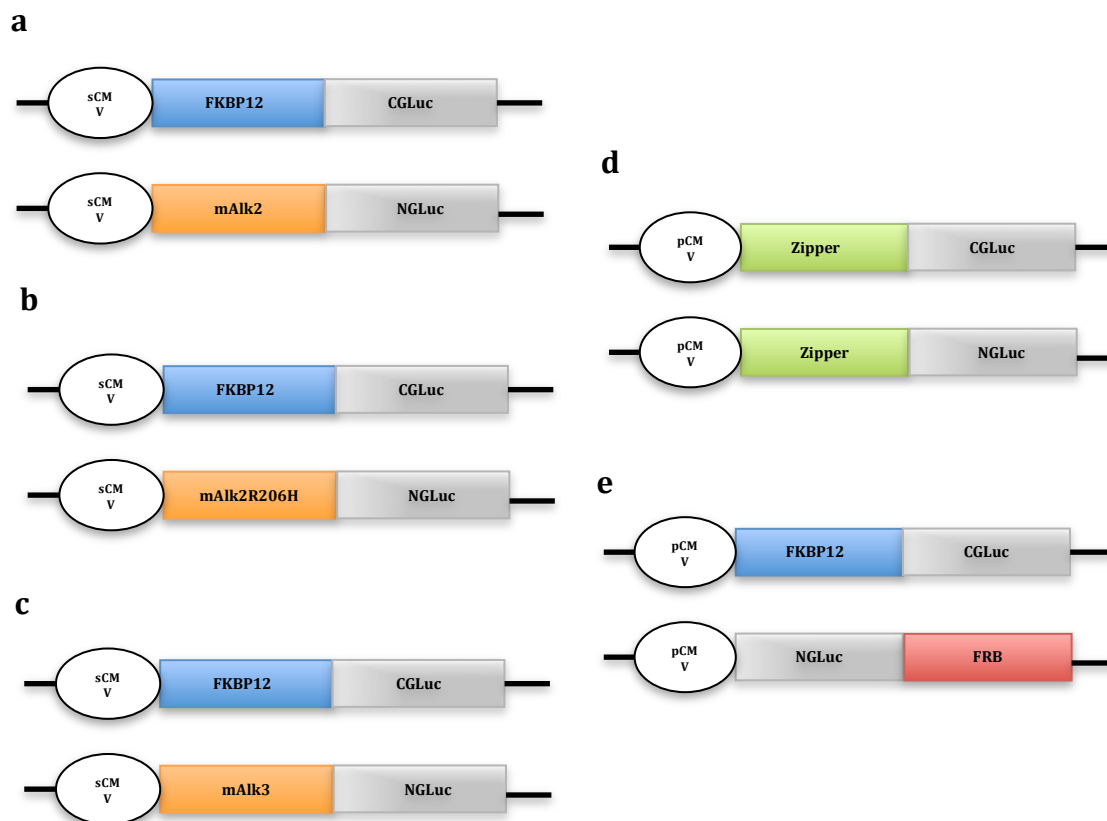 a
sCM
V
FKBP12
CGLuc
sCM
V
mAlk2
NGLuc
b
sCM
V
FKBP12
CGLuc
sCM
V
mAlk2R206H
NGLuc
c
sCM
V
FKBP12
CGLuc
sCM
V
mAlk3
NGLuc
d
pCM
V
Zipper
CGLuc
pCM
V
Zipper
NGLuc
e
pCM
V
FKBP12
CGLuc
pCM
V
NGLuc
FRB